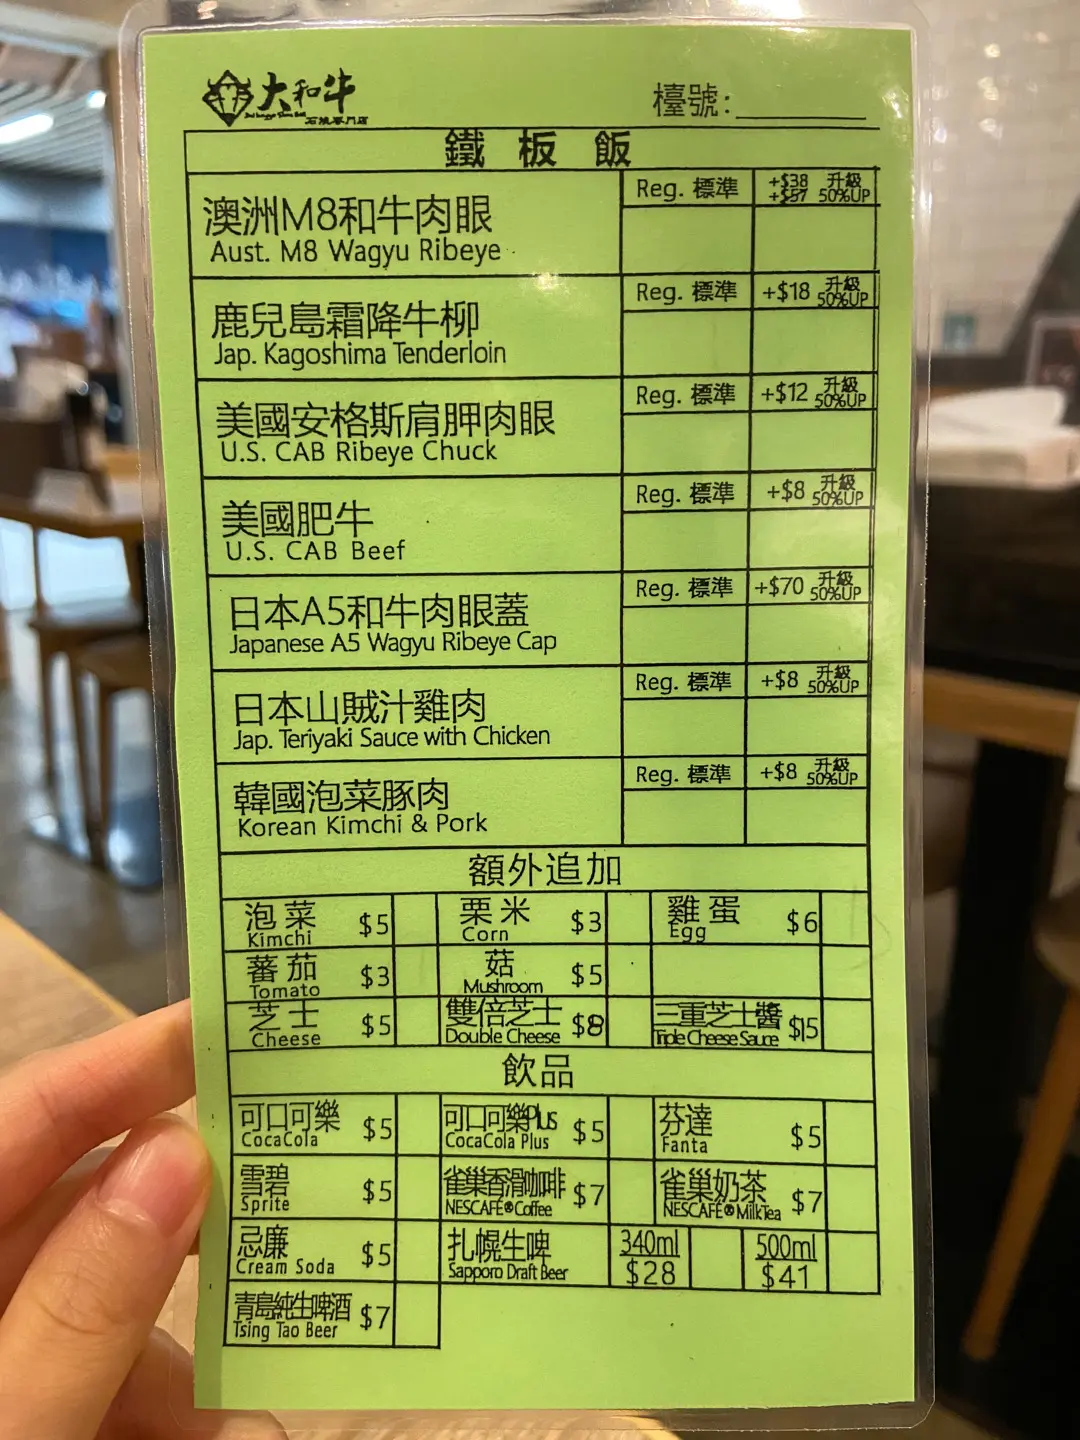 大和牛
石燒專門店
檯號：
鐵板飯
澳洲M8和牛肉眼
Aust. M8 Wagyu Ribeye
Reg. 標準
+$38 升級
+$57 50%UP
鹿兒島霜降牛柳
Jap. Kagoshima Tenderloin
Reg. 標準
+$18 升級 50%UP
美國安格斯肩胛肉眼
U.S. CAB Ribeye Chuck
Reg. 標準
+$12 升級 50%UP
美國肥牛
U.S. CAB Beef
Reg. 標準
+$8 升級 50%UP
日本A5和牛肉眼蓋
Japanese A5 Wagyu Ribeye Cap
Reg. 標準
+$70 升級 50%UP
日本山賊汁雞肉
Jap. Teriyaki Sauce with Chicken
Reg. 標準
+$8 升級 50%UP
韓國泡菜豚肉
Korean Kimchi & Pork
Reg. 標準
+$8 升級 50%UP
額外追加
泡菜 $5
Kimchi
粟米 $3
Corn
雞蛋 $6
Egg
蕃茄 $3
Tomato
菇 $5
Mushroom
芝士 $5
Cheese
雙倍芝士 $8
Double Cheese
三重芝士醬 $15
Triple Cheese Sauce
飲品
可口可樂 $5
CocaCola
可口可樂Plus $5
CocaCola Plus
芬達 $5
Fanta
雪碧 $5
Sprite
雀巢香滑咖啡 $7
NESCAFÉ®Coffee
雀巢奶茶 $7
NESCAFÉ®MilkTea
忌廉 $5
Cream Soda
扎幌生啤
Sapporo Draft Beer
340ml
$28
500ml
$41
青島純生啤酒 $7
Tsing Tao Beer